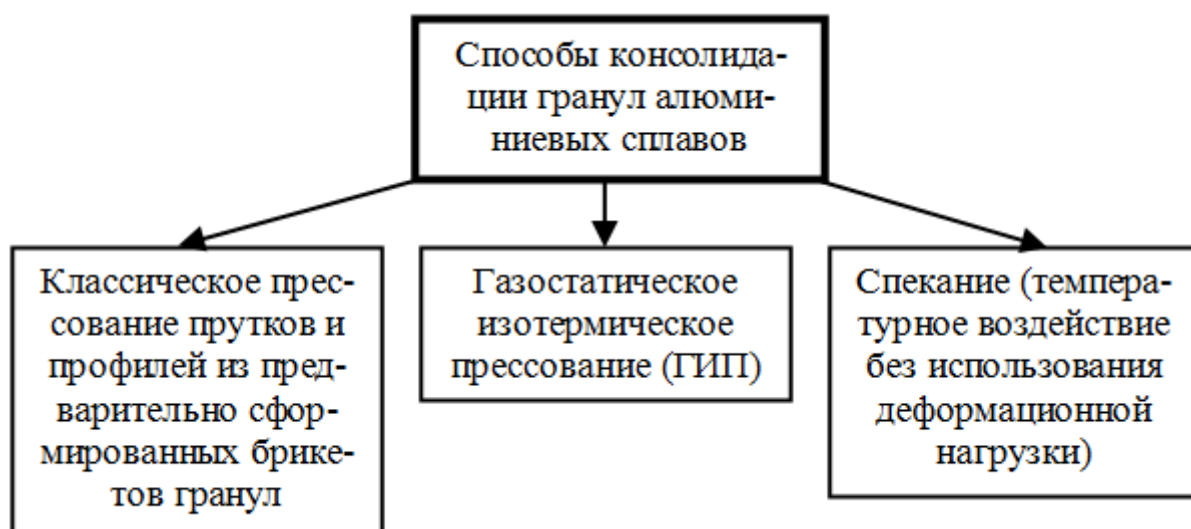 Способы консолида-
ции гранул алюми-
ниевых сплавов
Классическое прес-
сование прутков и
профилей из пред-
варительно сфор-
мированных брике-
тов гранул
Газостатическое
изотермическое
прессование (ГИП)
Спекание (темпера-
турное воздействие
без использования
деформационной
нагрузки)